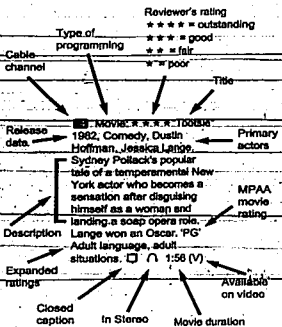 Reviewer's rating
★ ★ ★ ★ = outstanding
★ ★ ★ = good
★ ★ = fair
★ = poor
Type of
programming
Cable
channel
Title
Movie ★ ★ ★ ★ Tootsie
1982, Comedy, Dustin
Hoffman, Jessica Lange.
Sydney Pollack's popular
tale of a temperamental New
York actor who becomes a
sensation after disguising
himself as a woman and
landing a soap opera role.
Lange won an Oscar. 'PG'
Adult language, adult
situations. 1:56 (V)
Release
date
Primary
actors
MPAA
movie
rating
Description
Expanded
ratings
Available
on video
Closed
caption
In Stereo
Movie duration